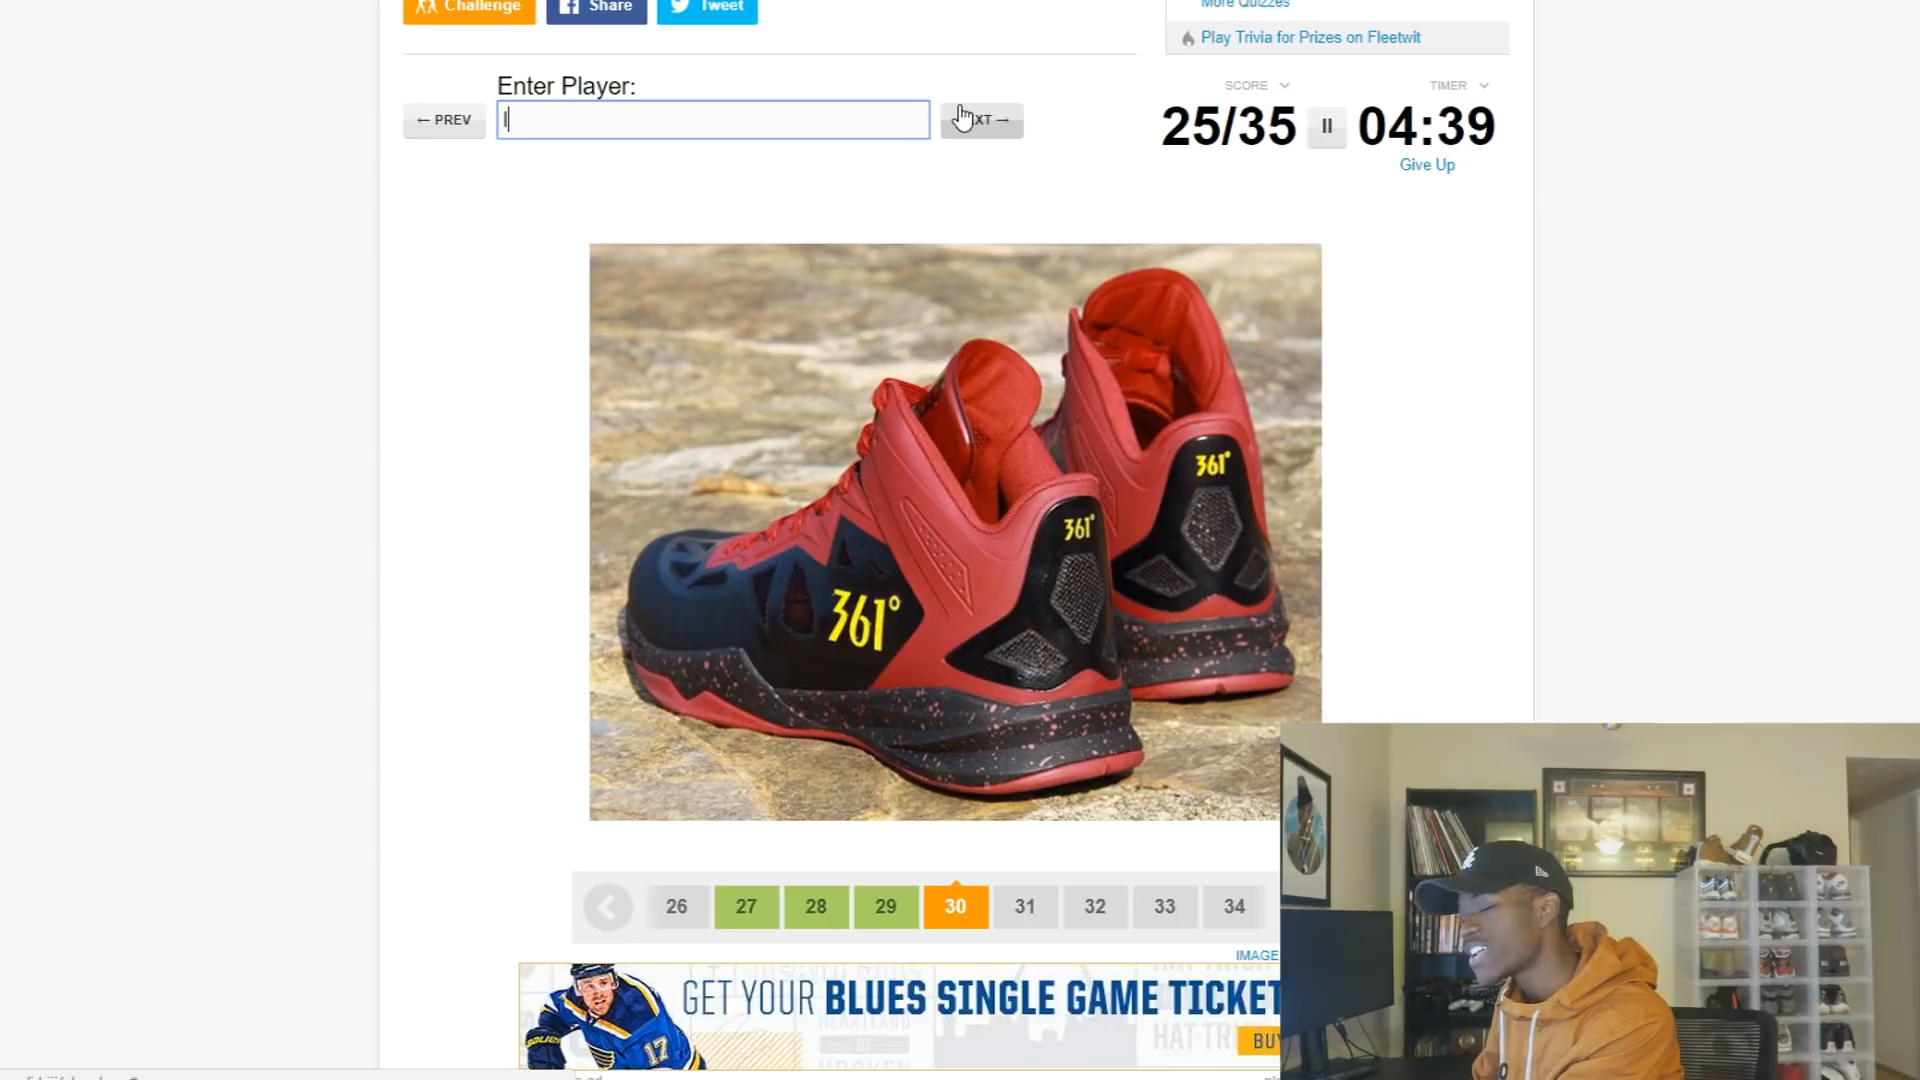 More Quizzes
Challenge
Share
Tweet
Play Trivia for Prizes on Fleetwit
Enter Player:
← PREV
→
SCORE
TIMER
25/35
04:39
Give Up
361°
361°
361°
26
27
28
29
30
31
32
33
34
IMAGE
GET YOUR BLUES SINGLE GAME TICKET
BUY
17